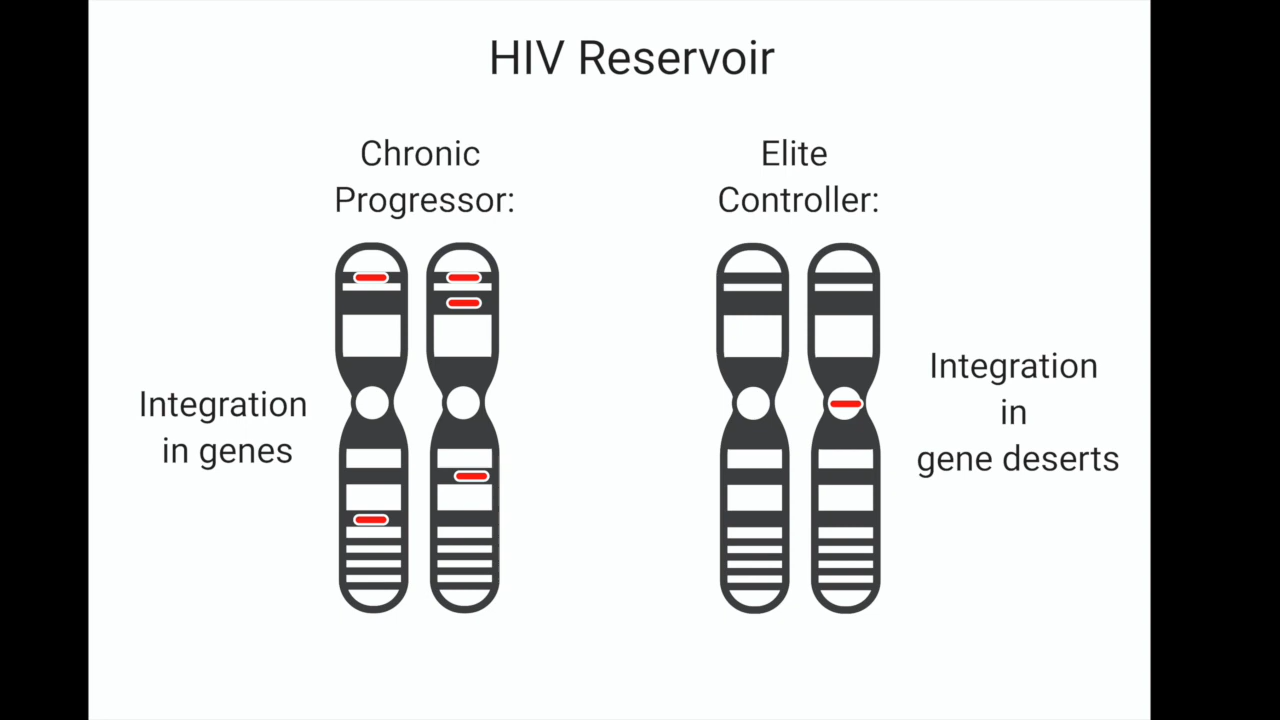 HIV Reservoir
Chronic
Progressor:
Elite
Controller:
Integration
in genes
Integration
in
gene deserts